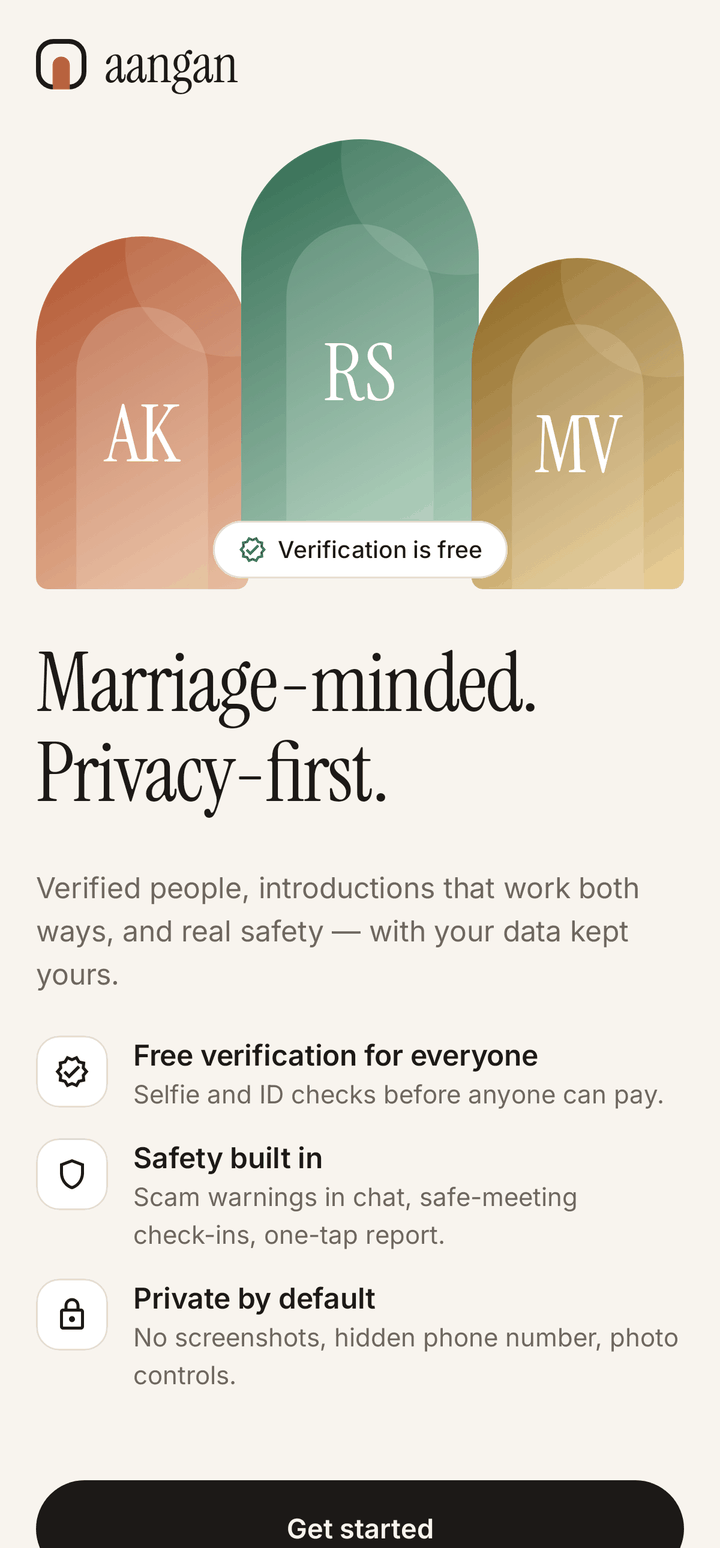 aangan
RS
AK
MV
Verification is free
Marriage-minded.
Privacy-first.
Verified people, introductions that work both
ways, and real safety — with your data kept
yours.
Free verification for everyone
Selfie and ID checks before anyone can pay.
Safety built in
Scam warnings in chat, safe-meeting
check-ins, one-tap report.
Private by default
No screenshots, hidden phone number, photo
controls.
Get started